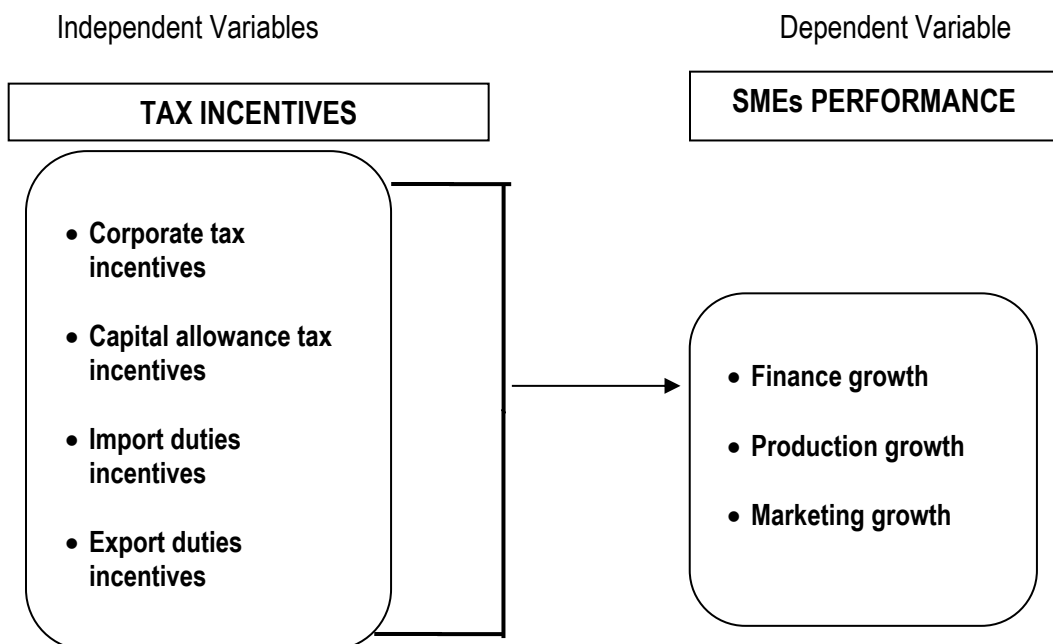 Independent Variables
Dependent Variable
TAX INCENTIVES
SMEs PERFORMANCE
• Corporate tax
incentives
• Capital allowance tax
incentives
• Import duties
incentives
• Export duties
incentives
• Finance growth
• Production growth
• Marketing growth